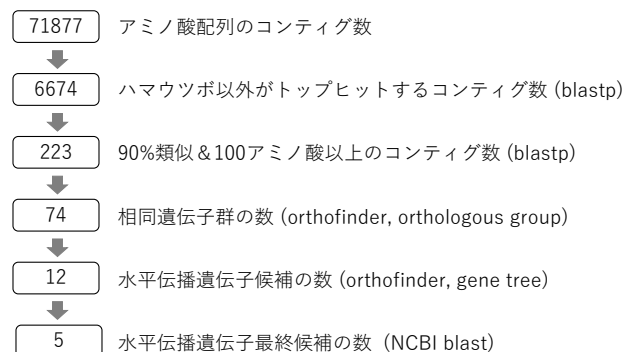 71877 アミノ酸配列のコンティグ数
6674 ハマウツボ以外がトップヒットするコンティグ数 (blastp)
223 90%類似&100アミノ酸以上のコンティグ数 (blastp)
74 相同遺伝子群の数 (orthofinder, orthologous group)
12 水平伝播遺伝子候補の数 (orthofinder, gene tree)
5 水平伝播遺伝子最終候補の数 (NCBI blast)